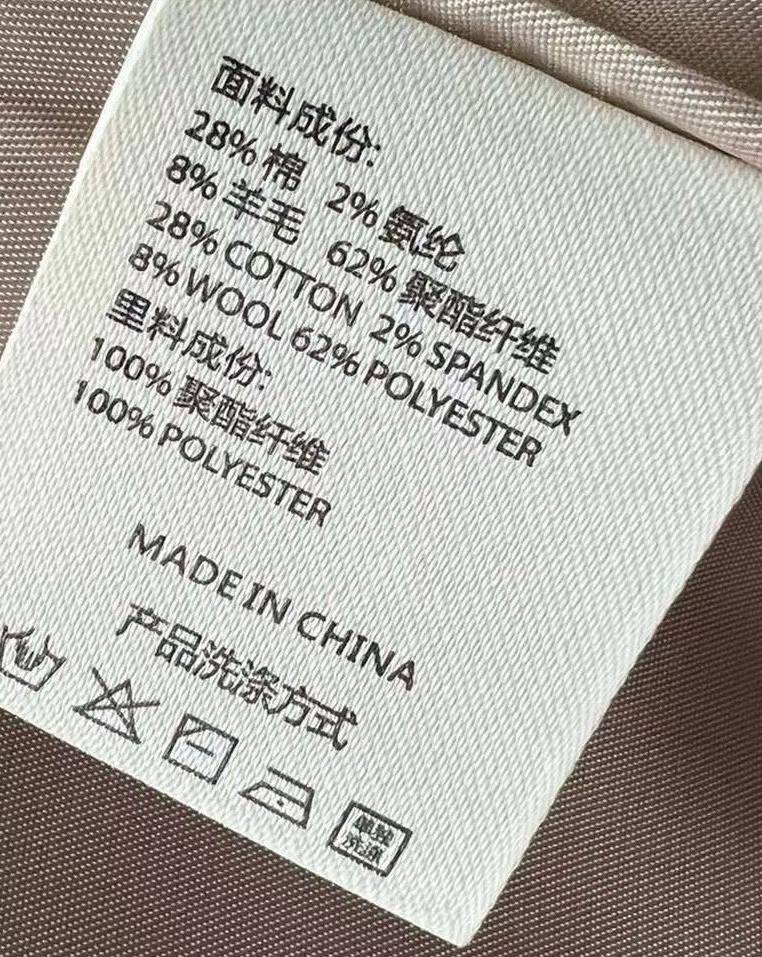 面料成份:
28% 棉 2% 氨纶
8% 羊毛 62% 聚酯纤维
28% COTTON 2% SPANDEX
8% WOOL 62% POLYESTER
里料成份:
100% 聚酯纤维
100% POLYESTER
MADE IN CHINA
产品洗涤方式